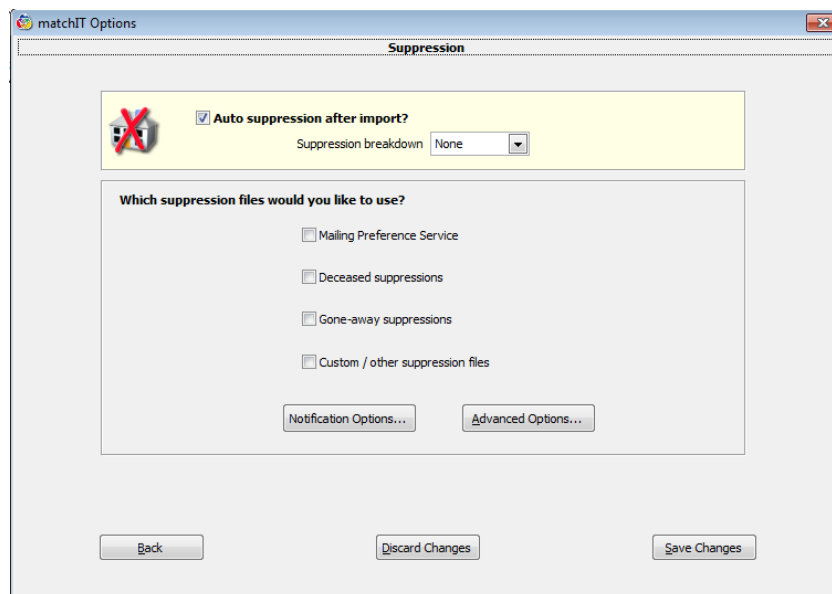 matchIT Options
Suppression
Auto suppression after import?
Suppression breakdown None
Which suppression files would you like to use?
Mailing Preference Service
Deceased suppressions
Gone-away suppressions
Custom / other suppression files
Notification Options... Advanced Options...
Back Discard Changes Save Changes